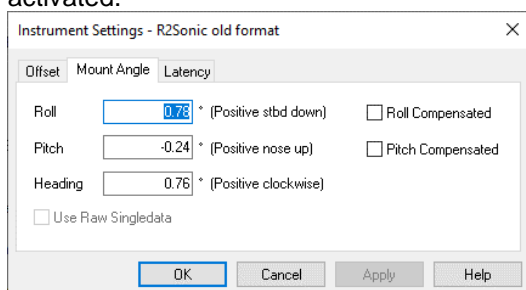 activated.
Instrument Settings - R2Sonic old format
Offset Mount Angle Latency
Roll 0.78 ° (Positive stbd down) Roll Compensated
Pitch -0.24 ° (Positive nose up) Pitch Compensated
Heading 0.76 ° (Positive clockwise)
Use Raw Singledata
OK Cancel Apply Help